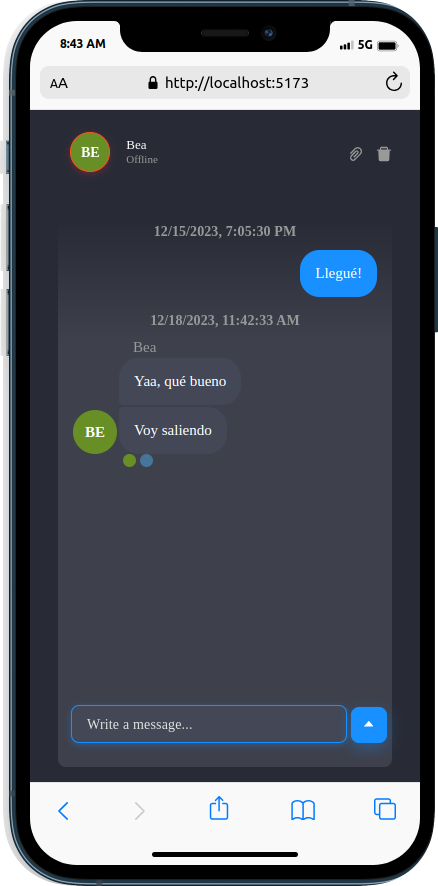 8:43 AM
5G
AA
http://localhost:5173
BE
Bea
Offline
12/15/2023, 7:05:30 PM
Llegué!
12/18/2023, 11:42:33 AM
Bea
Yaa, qué bueno
Voy saliendo
BE
Write a message...